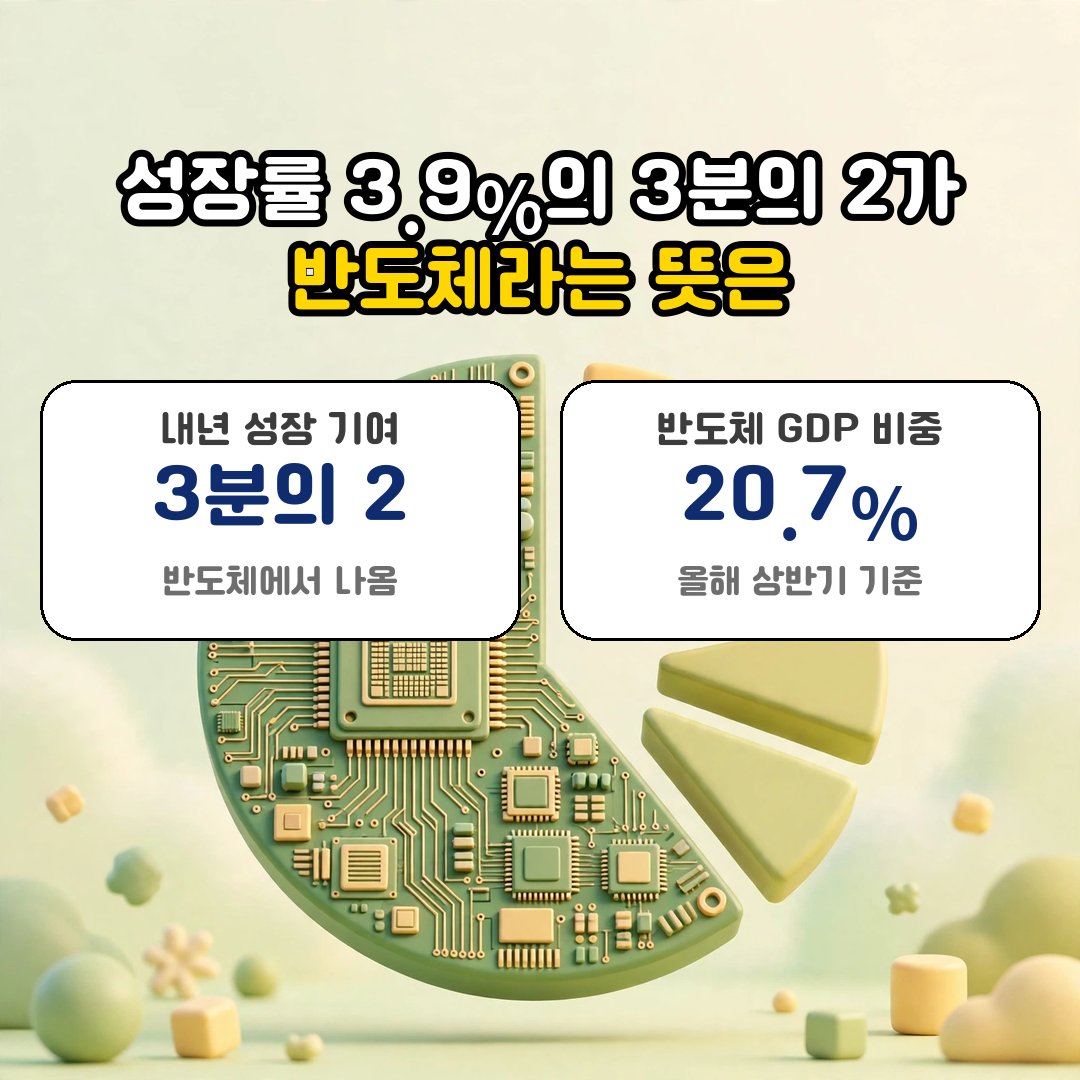 성장률 3.9%의 3분의 2가
반도체라는 뜻은
내년 성장 기여
3분의 2
반도체에서 나옴
반도체 GDP 비중
20.7%
올해 상반기 기준